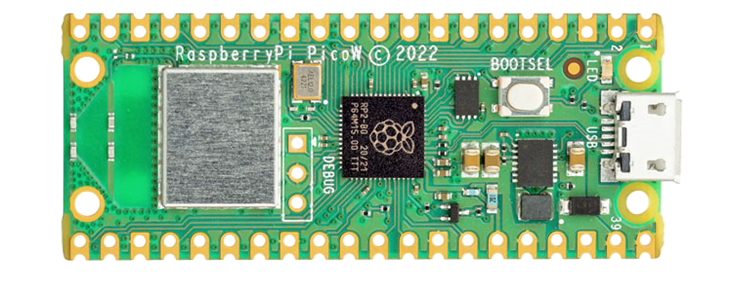 RaspberryPi PicoW © 2022
BOOTSEL
LED
2
1
USB
DEBUG
RP2-B0 20/21
P64M15.00 TTT
39